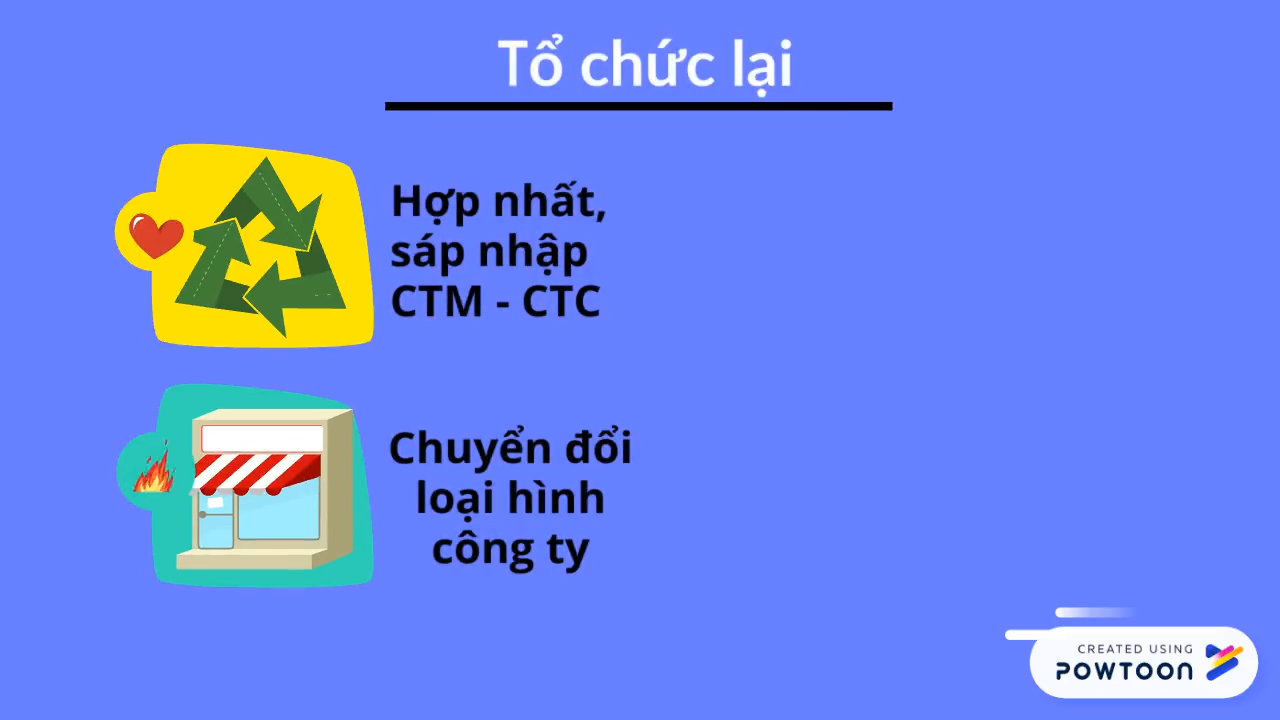 Tổ chức lại
Hợp nhất,
sáp nhập
CTM - CTC
Chuyển đổi
loại hình
công ty
CREATED USING
POWTOON